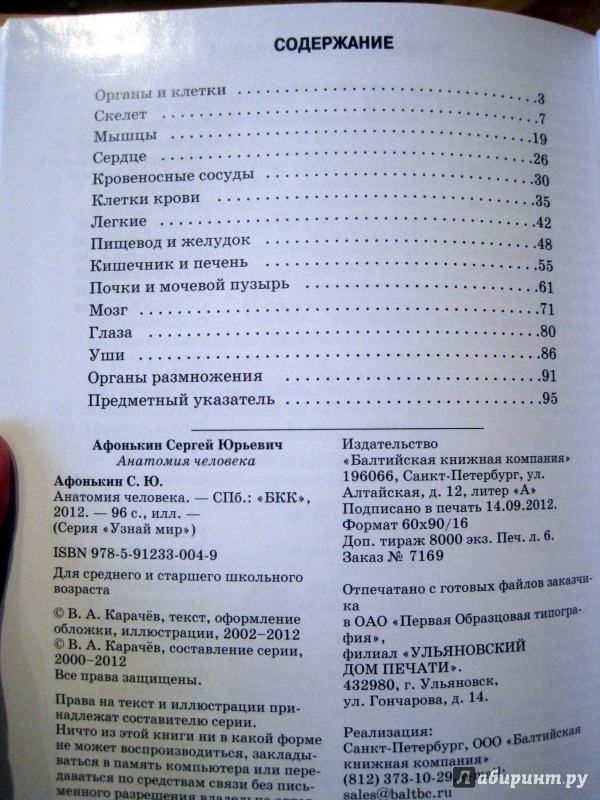 СОДЕРЖАНИЕ
Органы и клетки . . . . . . . . . . . . . . . . . . . . . . . . .3
Скелет . . . . . . . . . . . . . . . . . . . . . . . . . . . . . . .7
Мышцы . . . . . . . . . . . . . . . . . . . . . . . . . . . . . .19
Сердце . . . . . . . . . . . . . . . . . . . . . . . . . . . . . .26
Кровеносные сосуды . . . . . . . . . . . . . . . . . . . . .30
Клетки крови . . . . . . . . . . . . . . . . . . . . . . . . . .35
Легкие . . . . . . . . . . . . . . . . . . . . . . . . . . . . . .42
Пищевод и желудок . . . . . . . . . . . . . . . . . . . . . .48
Кишечник и печень . . . . . . . . . . . . . . . . . . . . . .55
Почки и мочевой пузырь . . . . . . . . . . . . . . . . . .61
Мозг . . . . . . . . . . . . . . . . . . . . . . . . . . . . . . .71
Глаза . . . . . . . . . . . . . . . . . . . . . . . . . . . . . . .80
Уши . . . . . . . . . . . . . . . . . . . . . . . . . . . . . . . .86
Органы размножения . . . . . . . . . . . . . . . . . . . .91
Предметный указатель . . . . . . . . . . . . . . . . . . .95
Афонькин Сергей Юрьевич
Анатомия человека
Афонькин С. Ю.
Анатомия человека. — СПб.: «БКК»,
2012. — 96 с., илл. —
(Серия «Узнай мир»)
ISBN 978-5-91233-004-9
Для среднего и старшего школьного
возраста
© В. А. Карачёв, текст, оформление
обложки, иллюстрации, 2002–2012
© В. А. Карачёв, составление серии,
2000–2012
Все права защищены.
Права на текст и иллюстрации при-
надлежат составителю серии.
Ничто из этой книги ни в какой форме
не может воспроизводиться, заклады-
ваться в память компьютера или пере-
даваться по средствам связи без пись-
менного разрешения владельца
Издательство
«Балтийская книжная компания»
196066, Санкт-Петербург, ул.
Алтайская, д. 12, литер «А»
Подписано в печать 14.09.2012.
Формат 60х90/16
Доп. тираж 8000 экз. Печ. л. 6.
Заказ № 7169
Отпечатано с готовых файлов заказчи-
ка
в ОАО «Первая Образцовая типогра-
фия»,
филиал «УЛЬЯНОВСКИЙ
ДОМ ПЕЧАТИ».
432980, г. Ульяновск,
ул. Гончарова, д. 14.
Реализация:
Санкт-Петербург, ООО «Балтийская
книжная компания»
(812) 373-10-29
sales@baltbc.ru
Лабиринт.ру